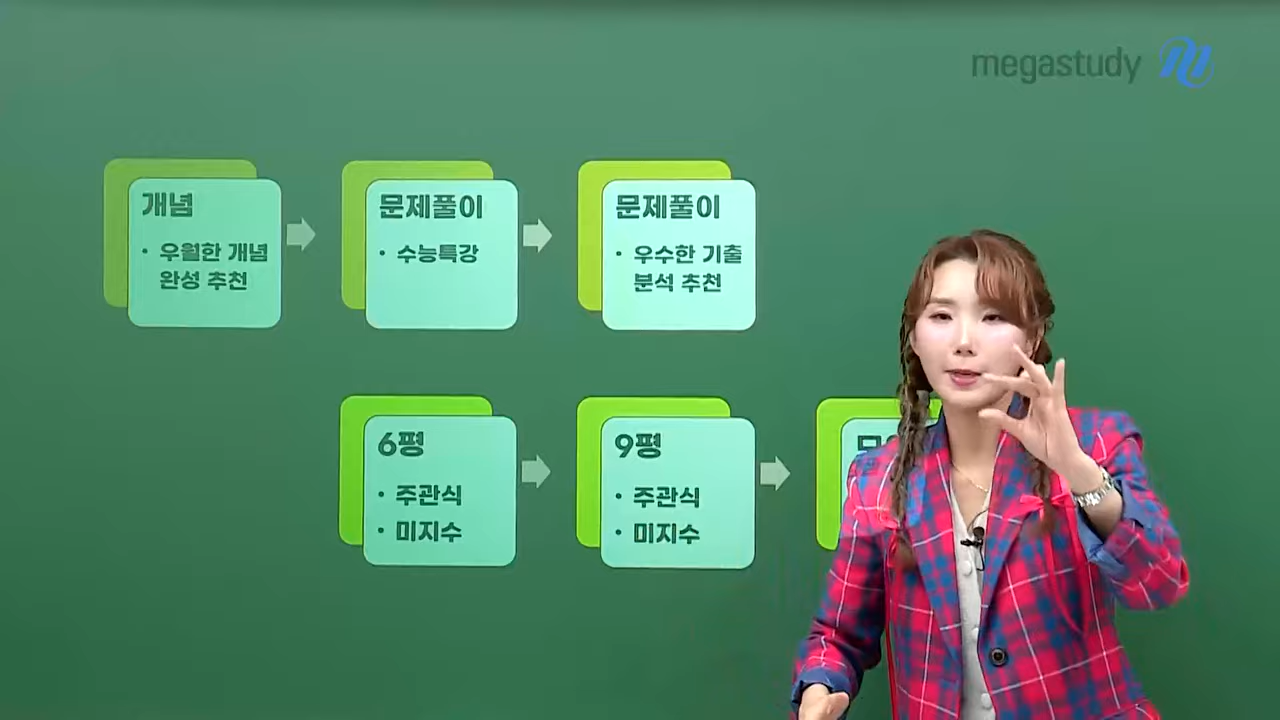 megastudy
개념
• 우월한 개념
완성 추천
문제풀이
• 수능특강
문제풀이
• 우수한 기출
분석 추천
6평
• 주관식
• 미지수
9평
• 주관식
• 미지수